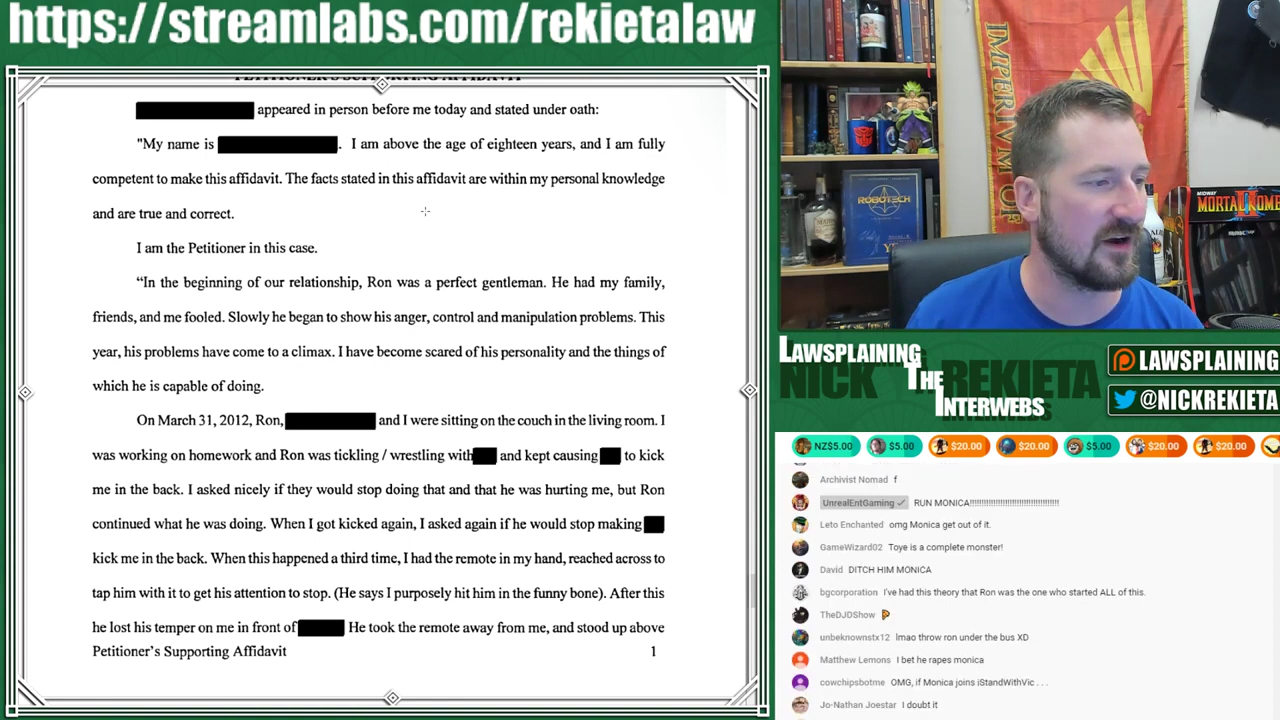 https://streamlabs.com/rekietalaw
PETITIONER'S SUPPORTING AFFIDAVIT
appeared in person before me today and stated under oath:
"My name is . I am above the age of eighteen years, and I am fully
competent to make this affidavit. The facts stated in this affidavit are within my personal knowledge
and are true and correct.
I am the Petitioner in this case.
“In the beginning of our relationship, Ron was a perfect gentleman. He had my family,
friends, and me fooled. Slowly he began to show his anger, control and manipulation problems. This
year, his problems have come to a climax. I have become scared of his personality and the things of
which he is capable of doing.
On March 31, 2012, Ron, and I were sitting on the couch in the living room. I
was working on homework and Ron was tickling / wrestling with and kept causing to kick
me in the back. I asked nicely if they would stop doing that and that he was hurting me, but Ron
continued what he was doing. When I got kicked again, I asked again if he would stop making
kick me in the back. When this happened a third time, I had the remote in my hand, reached across to
tap him with it to get his attention to stop. (He says I purposely hit him in the funny bone). After this
he lost his temper on me in front of He took the remote away from me, and stood up above
Petitioner’s Supporting Affidavit 1
IMPERIVM
ROBOTECH
MIDWAY
MORTAL KOMB
II
LAWSPLAINING
THE
INTERWEBS
NICK REKIETA
LAWSPLAINING
@NICKREKIETA
NZ$5.00 $5.00 $20.00 $20.00 $5.00 $20.00 $20.00
Archivist Nomad f
UnrealEntGaming RUN MONICA!!!!!!!!!!!!!!!!!!!!!!!!!!!!!!!!!!!!!!!!
Leto Enchanted omg Monica get out of it.
GameWizard02 Toye is a complete monster!
David DITCH HIM MONICA
bgcorporation I've had this theory that Ron was the one who started ALL of this.
TheDJDShow
unbeknownstx12 lmao throw ron under the bus XD
Matthew Lemons I bet he rapes monica
cowchipsbotme OMG, if Monica joins iStandWithVic . . .
Jo-Nathan Joestar I doubt it